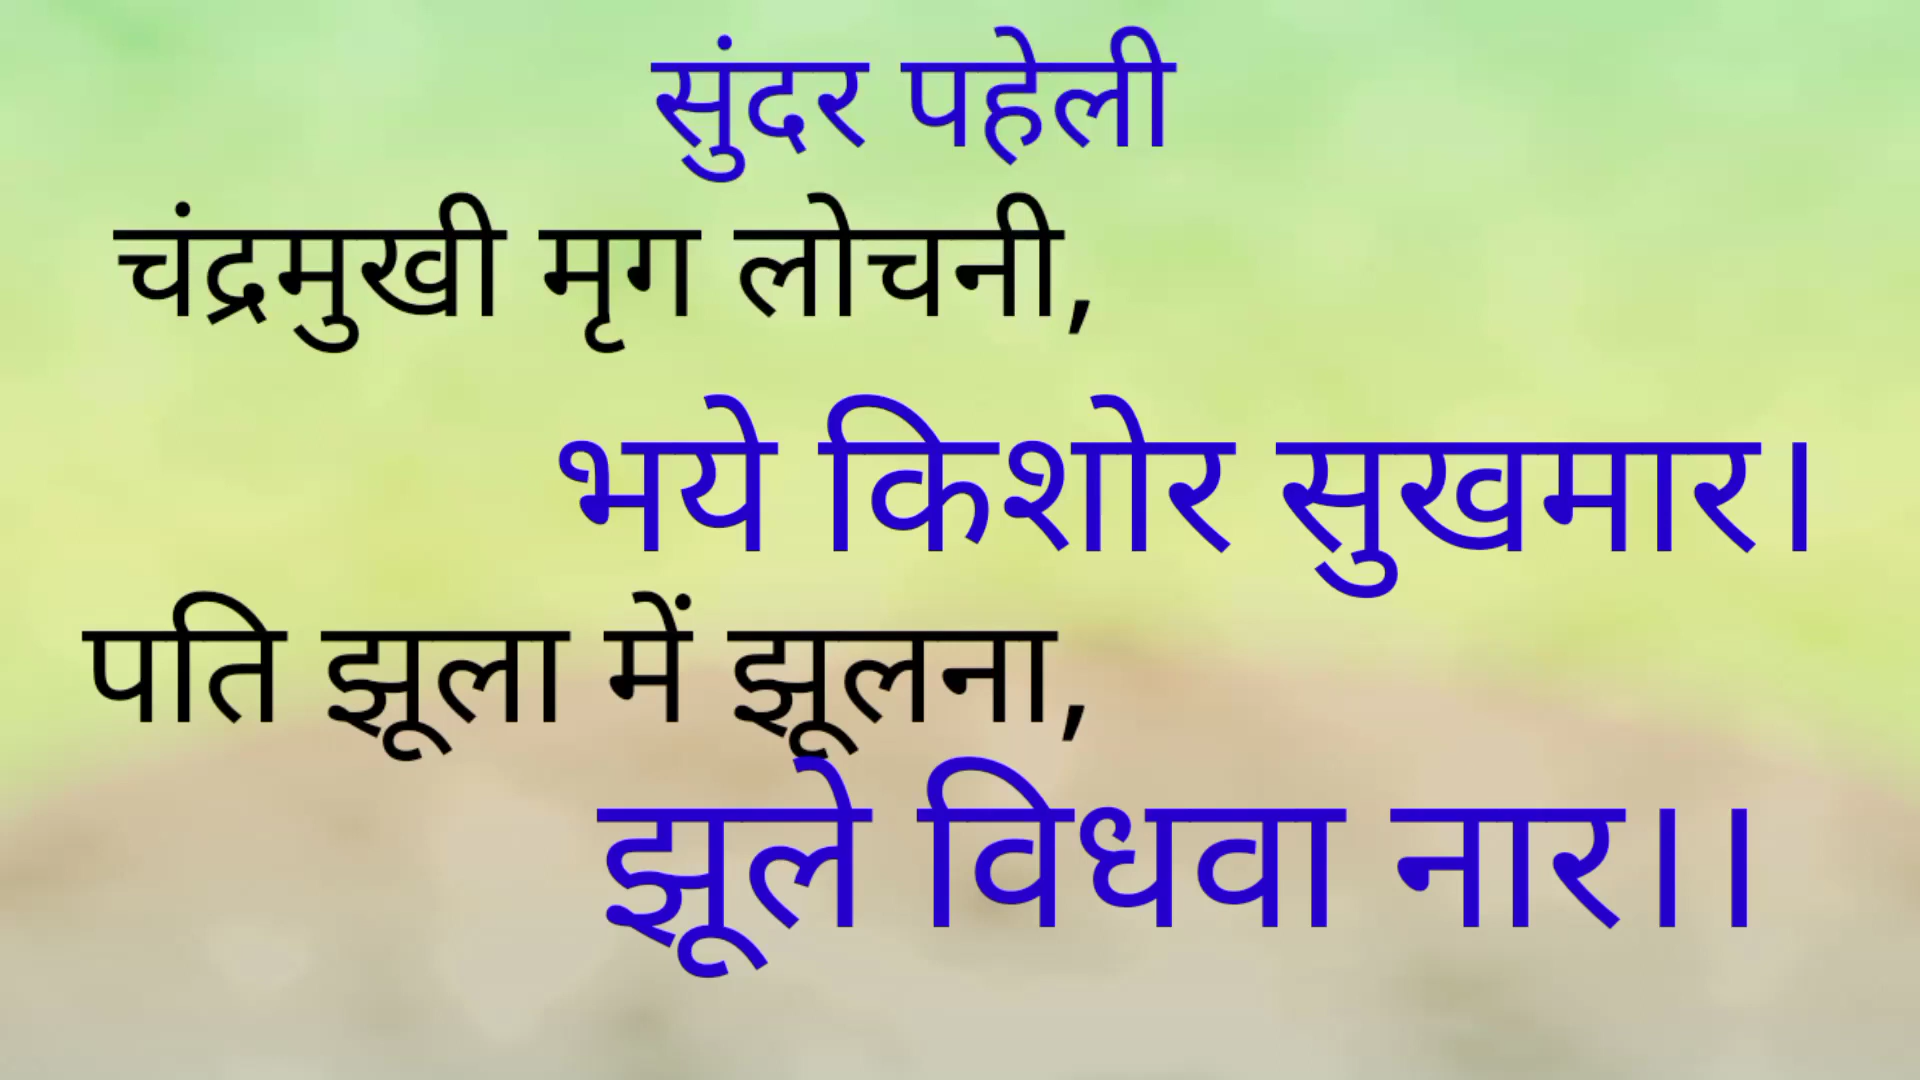 सुंदर पहेली
चंद्रमुखी मृग लोचनी,
भये किशोर सुखमार।
पति झूला में झूलना,
झूले विधवा नार।।